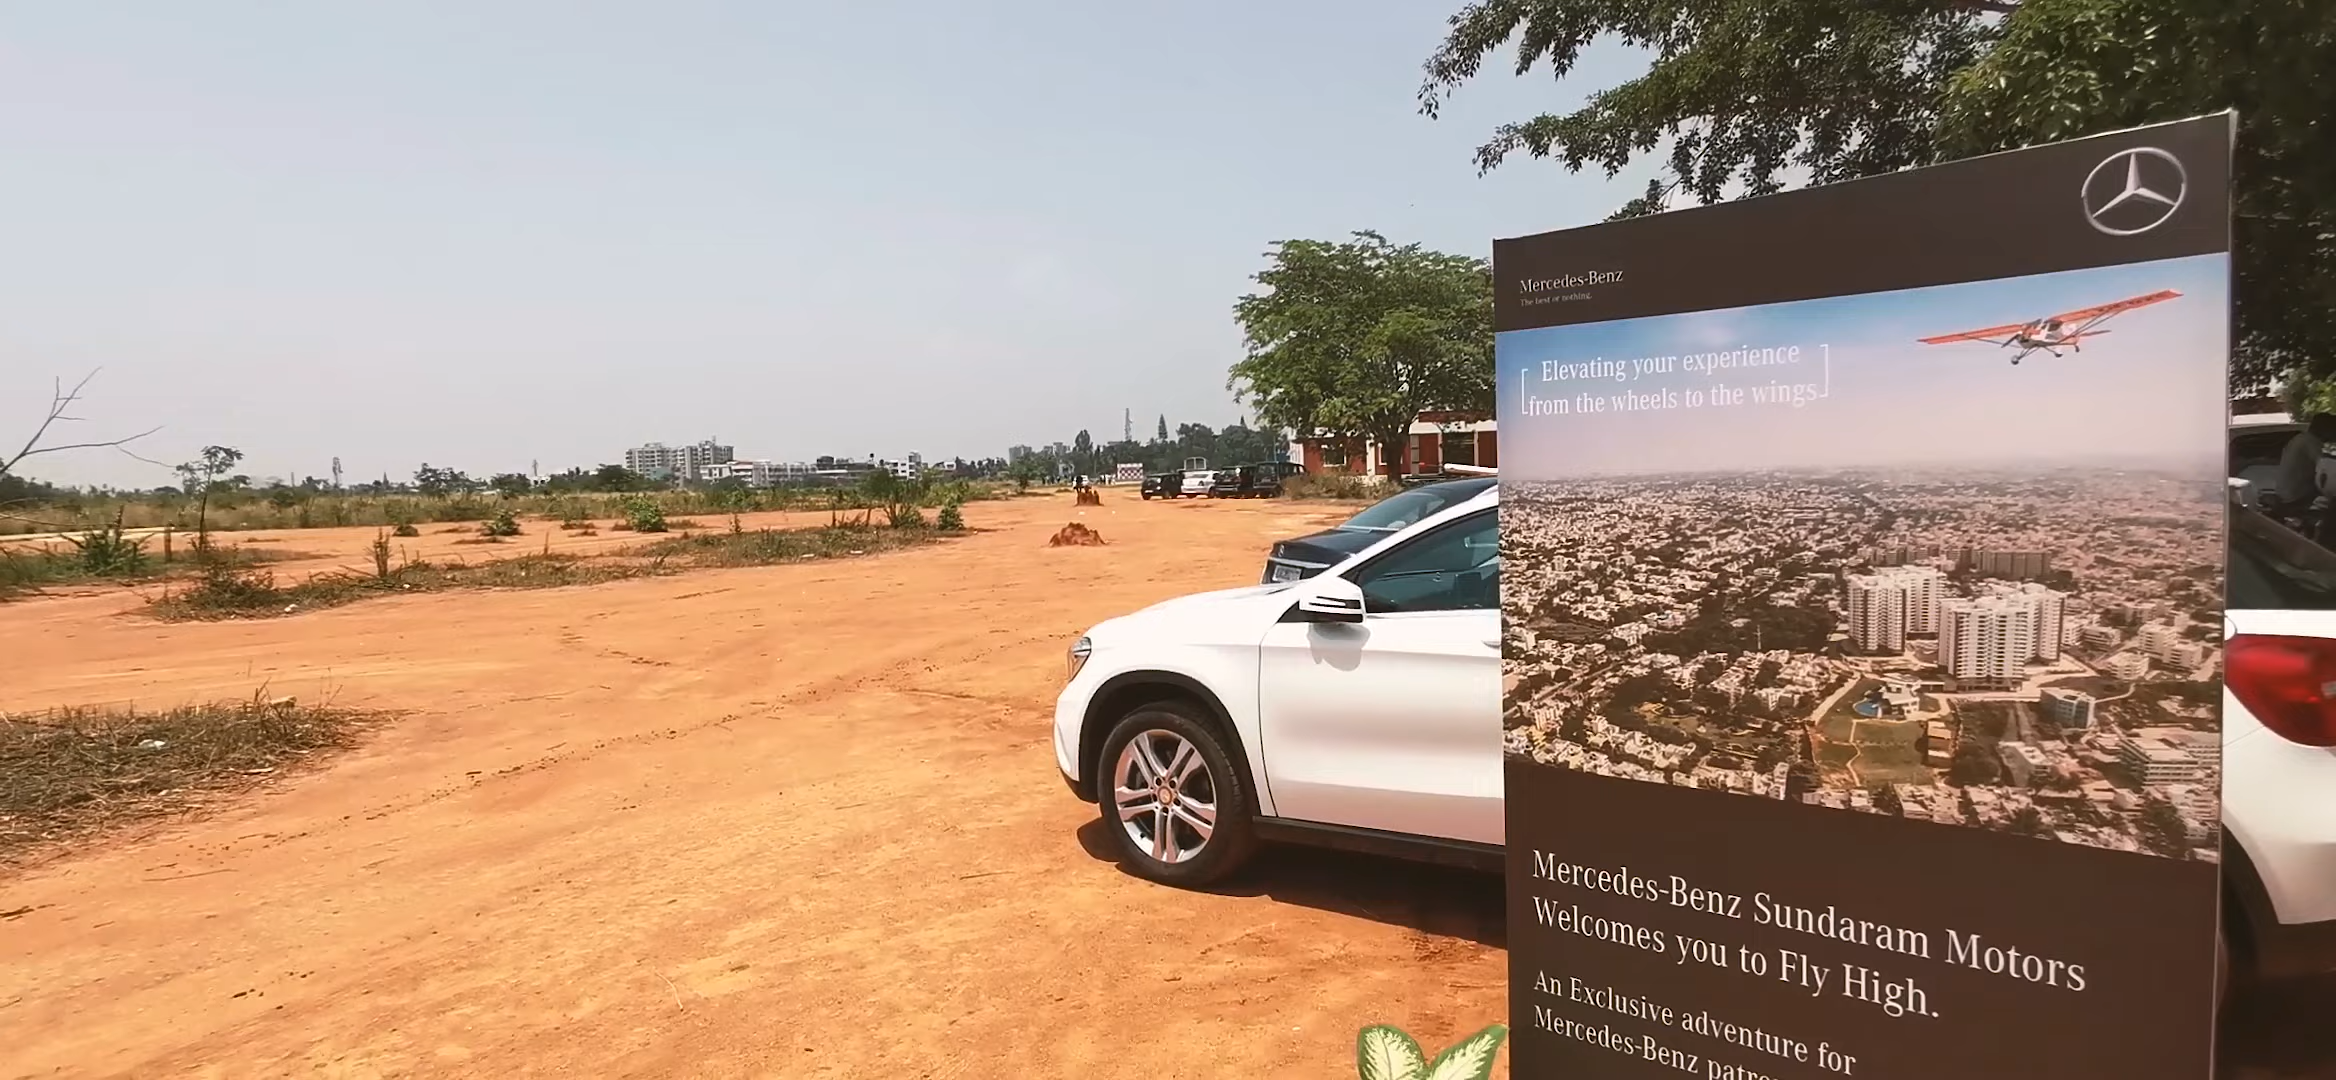 Mercedes-Benz
The best or nothing.
Elevating your experience
from the wheels to the wings
Mercedes-Benz Sundaram Motors
Welcomes you to Fly High.
An Exclusive adventure for
Mercedes-Benz